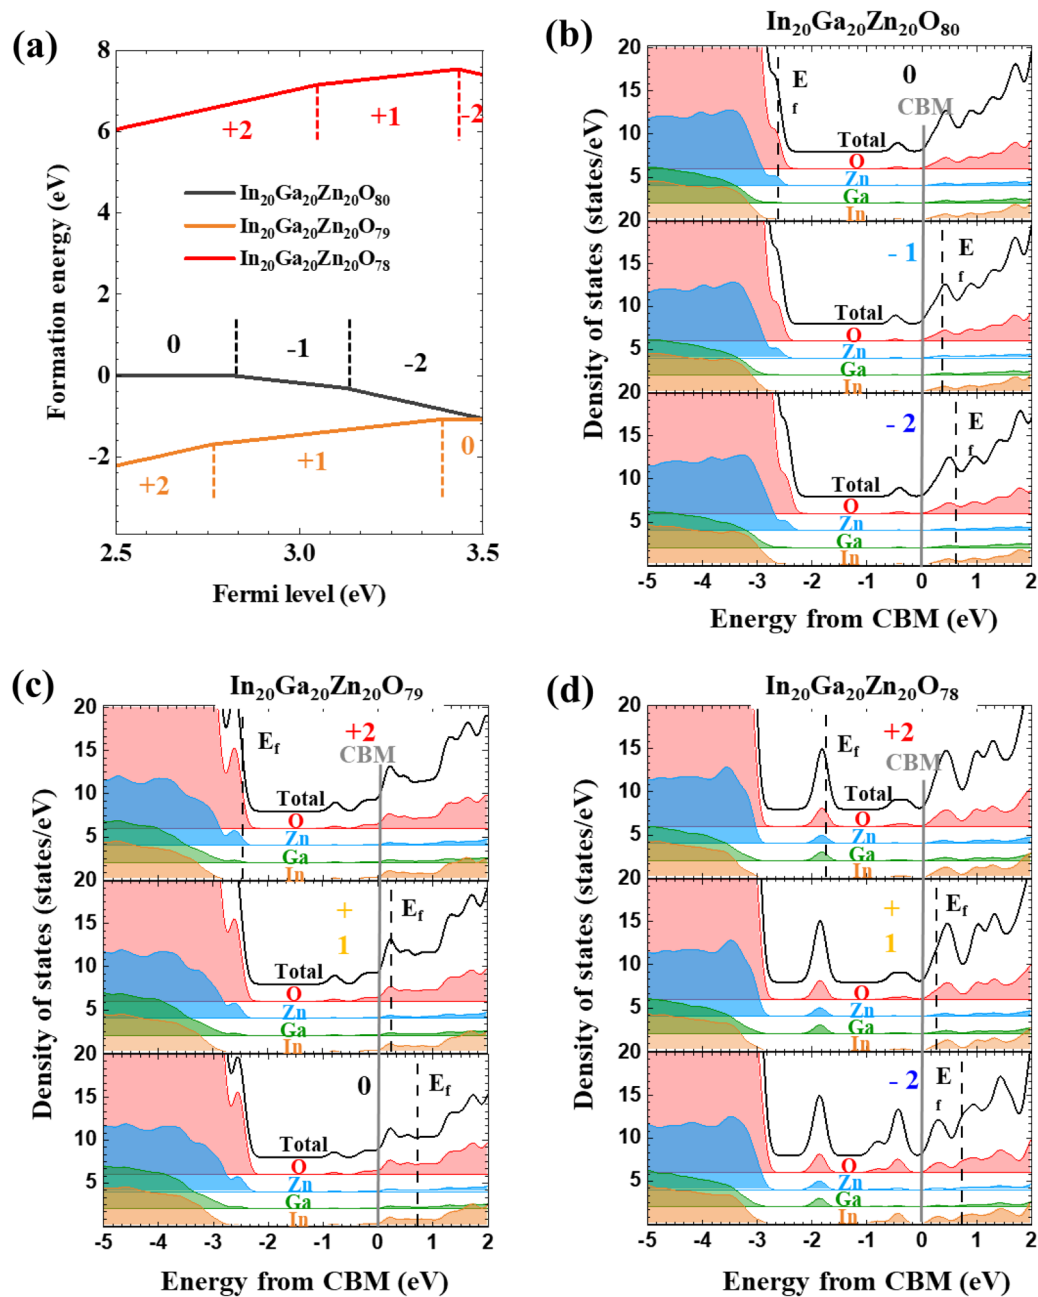 (a)
8
6
4
2
0
-2
2.5
3.0
3.5
Formation energy (eV)
Fermi level (eV)
+2
+1
-2
In20Ga20Zn20O80
In20Ga20Zn20O79
In20Ga20Zn20O78
0
-1
-2
+2
+1
0
(b)
In20Ga20Zn20O80
Density of states (states/eV)
20
15
10
5
E
f
0
CBM
Total
O
Zn
Ga
In
20
15
10
5
- 1
E
f
Total
O
Zn
Ga
In
20
15
10
5
- 2
E
f
Total
O
Zn
Ga
In
-5 -4 -3 -2 -1 0 1 2
Energy from CBM (eV)
(c)
In20Ga20Zn20O79
Density of states (states/eV)
20
15
10
5
Ef
+2
CBM
Total
O
Zn
Ga
In
20
15
10
5
+
1
Ef
Total
O
Zn
Ga
In
20
15
10
5
0
Ef
Total
O
Zn
Ga
In
-5 -4 -3 -2 -1 0 1 2
Energy from CBM (eV)
(d)
In20Ga20Zn20O78
Density of states (states/eV)
20
15
10
5
Ef
+2
CBM
Total
O
Zn
Ga
In
20
15
10
5
+
1
Ef
Total
O
Zn
Ga
In
20
15
10
5
- 2
E
f
Total
O
Zn
Ga
In
-5 -4 -3 -2 -1 0 1 2
Energy from CBM (eV)